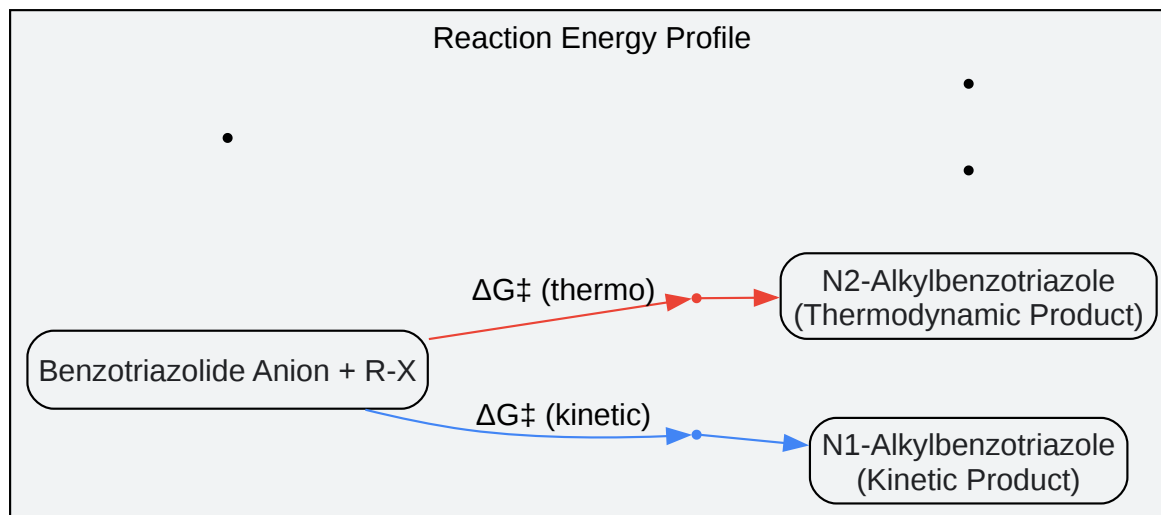 Reaction Energy Profile
N2-Alkylbenzotriazole
(Thermodynamic Product)
ΔG‡ (thermo)
Benzotriazolide Anion + R-X
ΔG‡ (kinetic)
N1-Alkylbenzotriazole
(Kinetic Product)